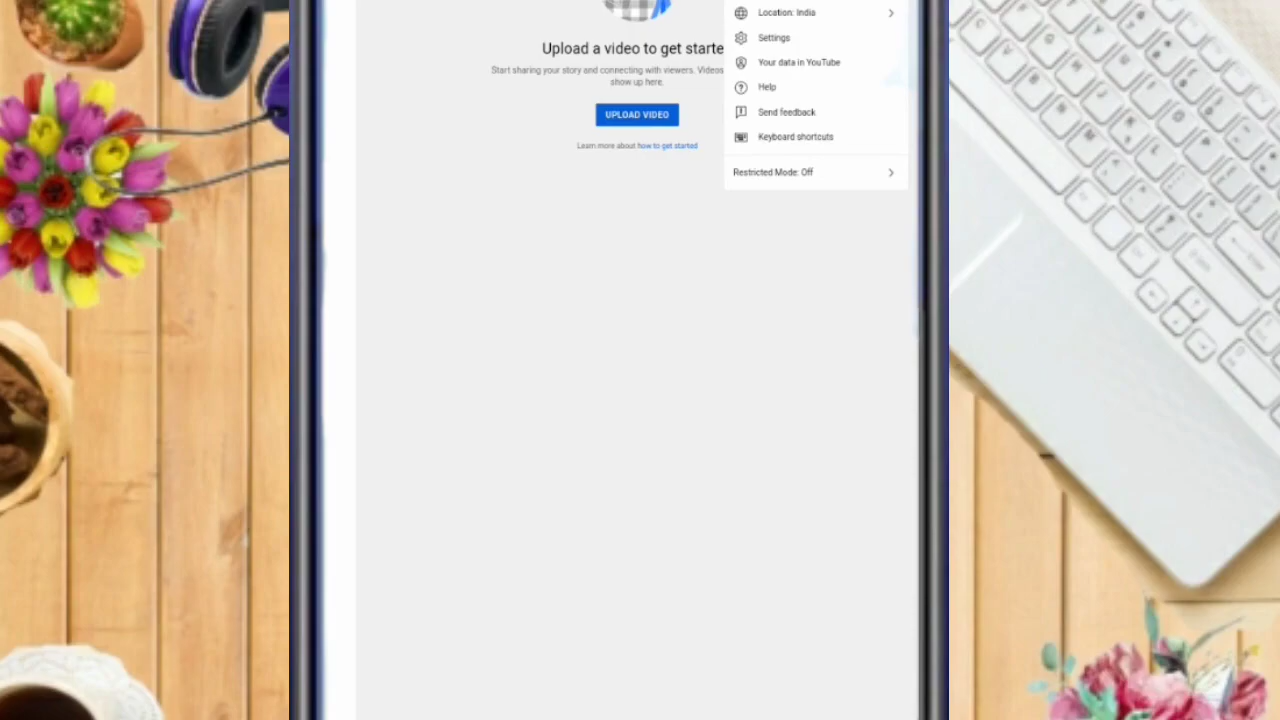 Location: India
Settings
Upload a video to get starte
Your data in YouTube
Start sharing your story and connecting with viewers. Videos
show up here.
Help
UPLOAD VIDEO
Send feedback
Keyboard shortcuts
Learn more about how to get started
Restricted Mode: Off